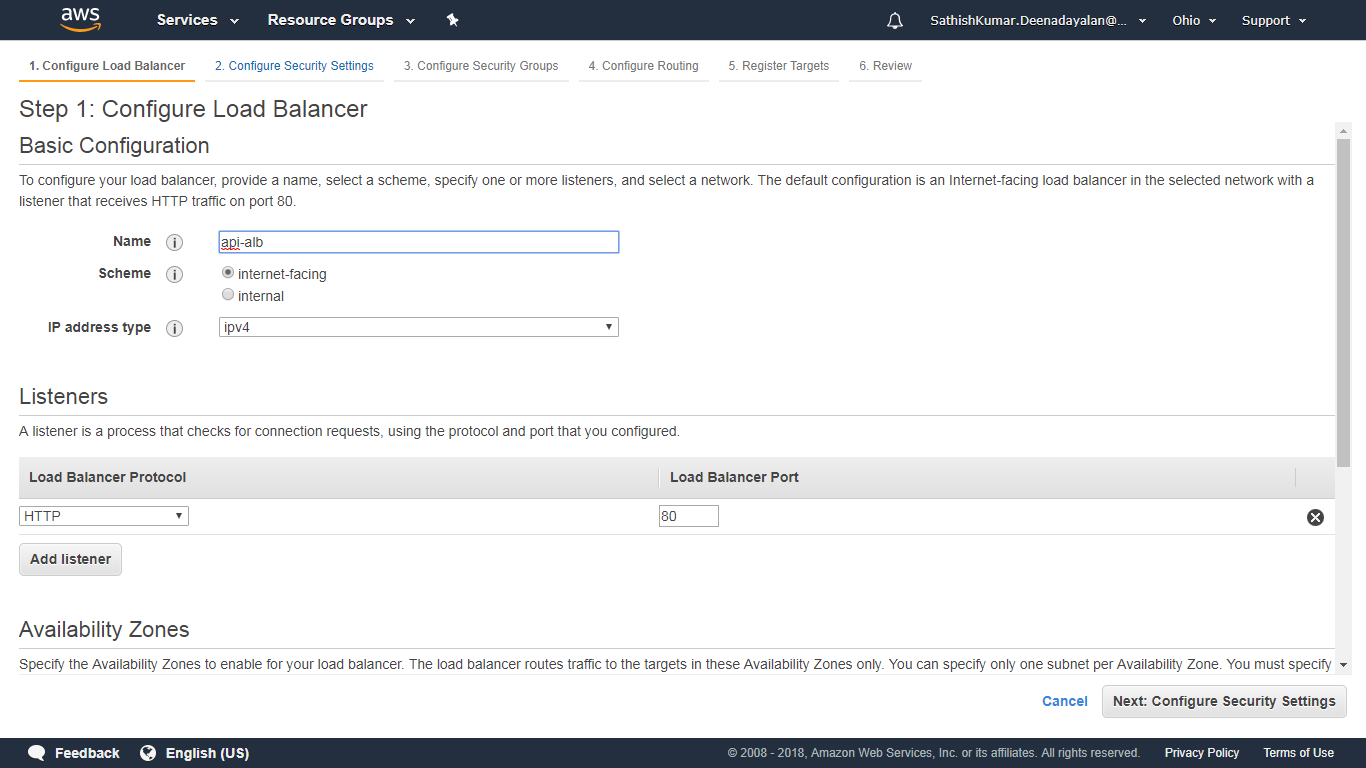 aws Services Resource Groups SathishKumar.Deenadayalan@... Ohio Support
1. Configure Load Balancer 2. Configure Security Settings 3. Configure Security Groups 4. Configure Routing 5. Register Targets 6. Review
Step 1: Configure Load Balancer
Basic Configuration
To configure your load balancer, provide a name, select a scheme, specify one or more listeners, and select a network. The default configuration is an Internet-facing load balancer in the selected network with a
listener that receives HTTP traffic on port 80.
Name i api-alb
Scheme i internet-facing
internal
IP address type i ipv4
Listeners
A listener is a process that checks for connection requests, using the protocol and port that you configured.
Load Balancer Protocol Load Balancer Port
HTTP 80
Add listener
Availability Zones
Specify the Availability Zones to enable for your load balancer. The load balancer routes traffic to the targets in these Availability Zones only. You can specify only one subnet per Availability Zone. You must specify
Cancel Next: Configure Security Settings
Feedback English (US) © 2008 - 2018, Amazon Web Services, Inc. or its affiliates. All rights reserved. Privacy Policy Terms of Use